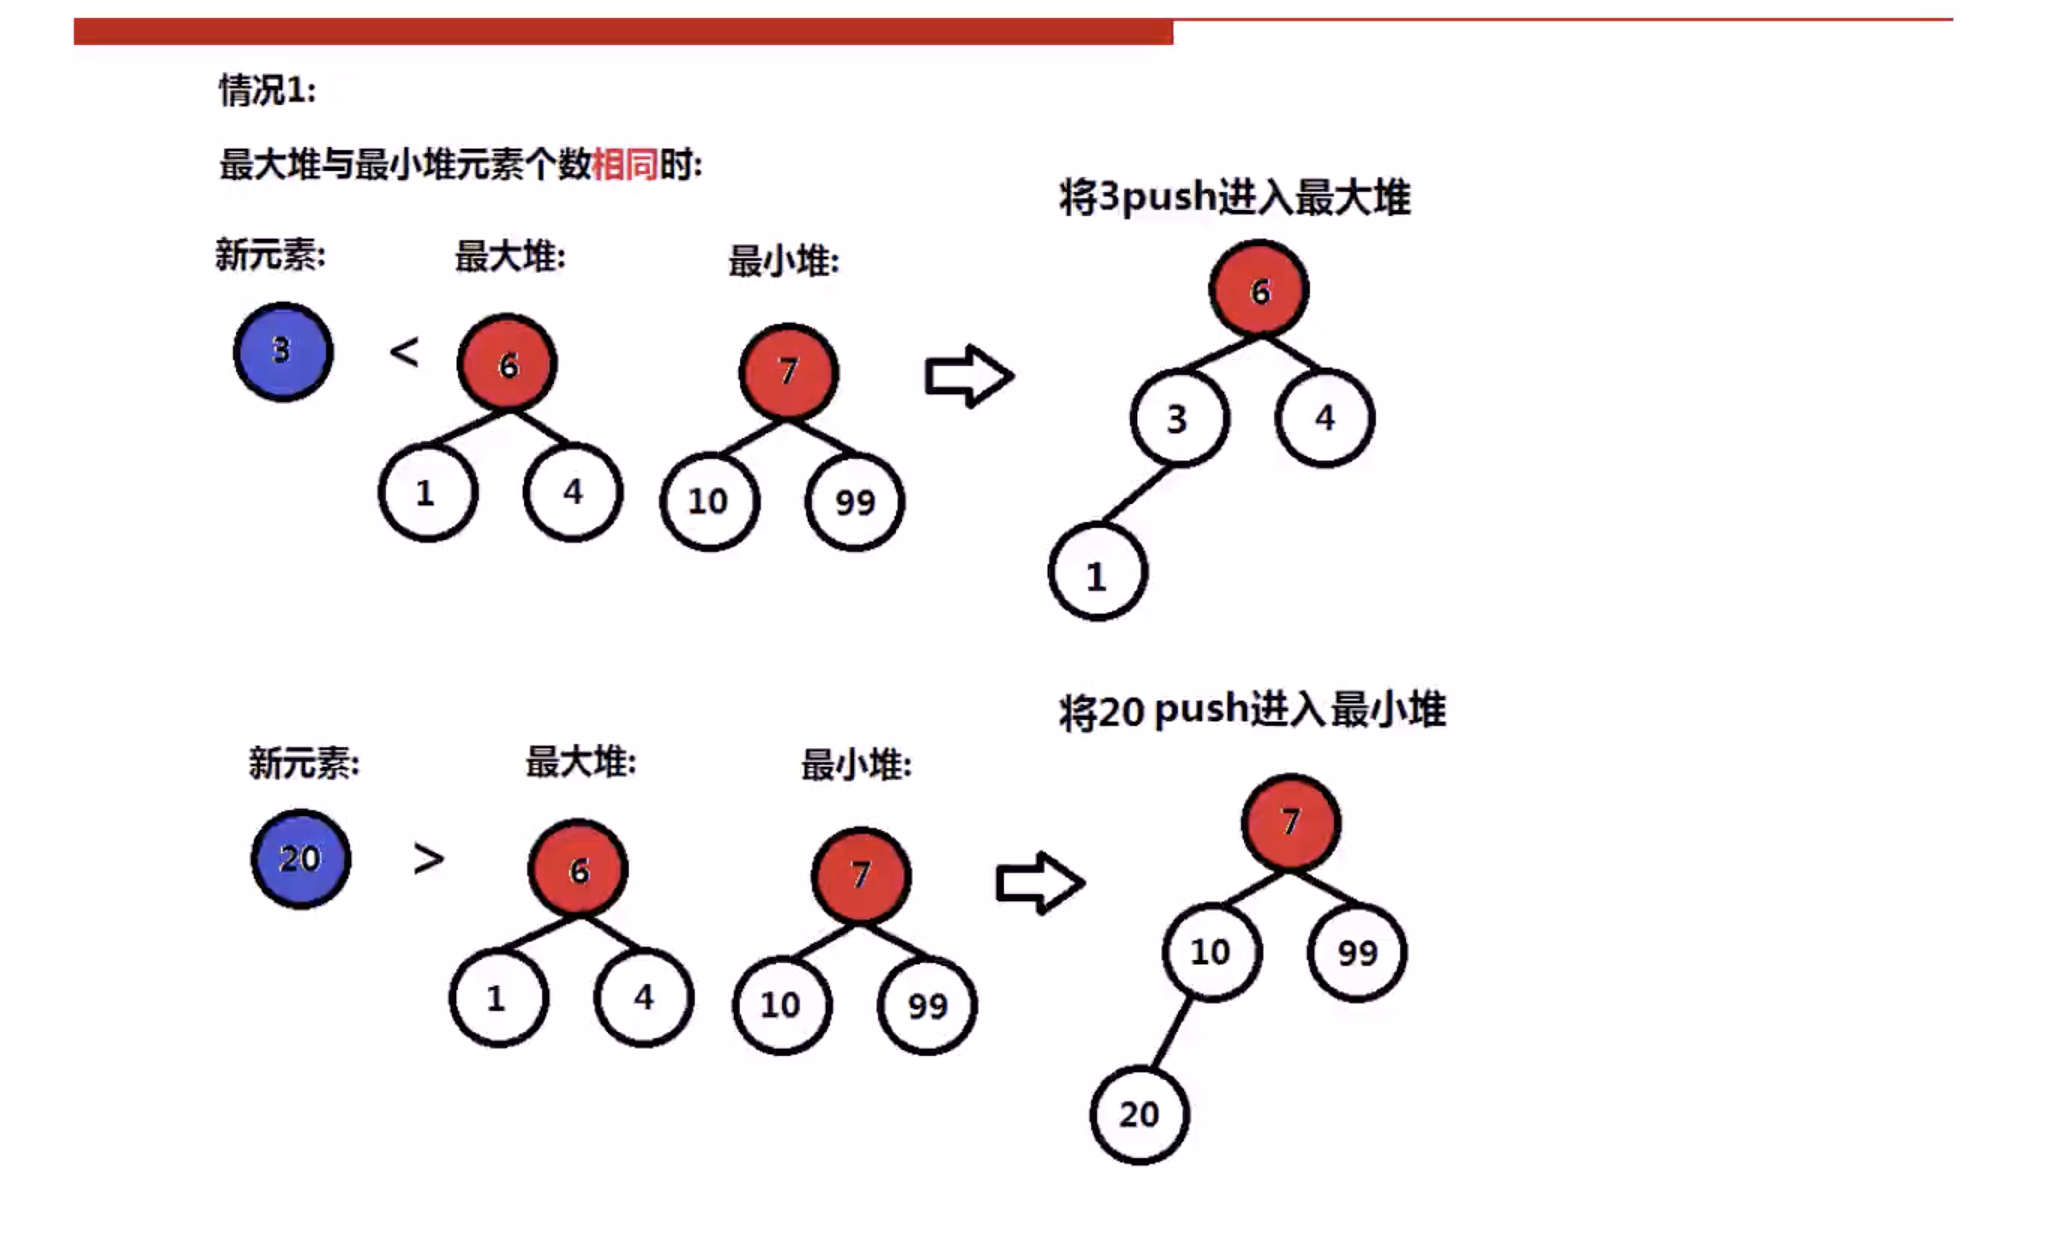 情况1:
最大堆与最小堆元素个数相同时:
将3push进入最大堆
新元素: 最大堆: 最小堆:
6
3 < 6 7
3 4
1 4 10 99
1
将20 push进入最小堆
新元素: 最大堆: 最小堆:
7
20 > 6 7
10 99
1 4 10 99
20